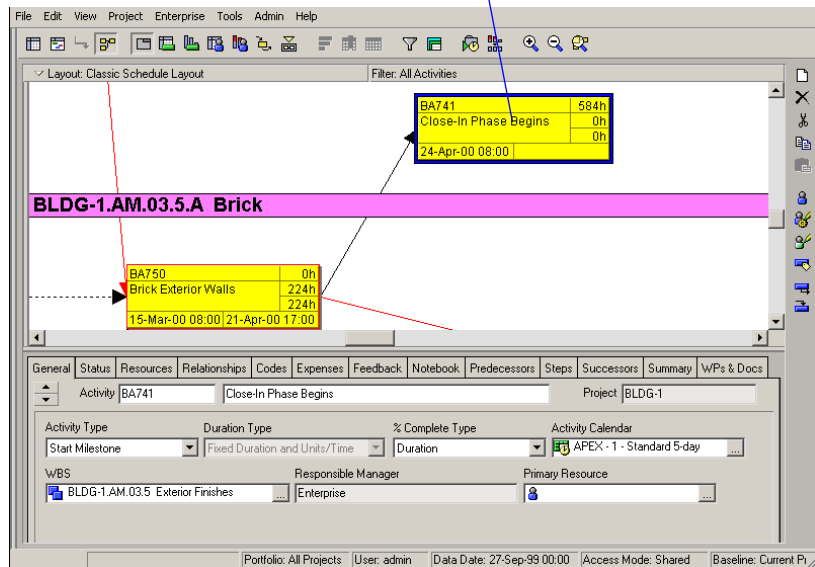 File Edit View Project Enterprise Tools Admin Help
Layout: Classic Schedule Layout Filter: All Activities
BA741 584h
Close-In Phase Begins 0h
0h
24-Apr-00 08:00
BLDG-1.AM.03.5.A Brick
BA750 0h
Brick Exterior Walls 224h
224h
15-Mar-00 08:00 21-Apr-00 17:00
General Status Resources Relationships Codes Expenses Feedback Notebook Predecessors Steps Successors Summary WPs & Docs
Activity BA741 Close-In Phase Begins Project BLDG-1
Activity Type Duration Type % Complete Type Activity Calendar
Start Milestone Fixed Duration and Units/Time Duration APEX - 1 - Standard 5-day ...
WBS Responsible Manager Primary Resource
BLDG-1.AM.03.5 Exterior Finishes ... Enterprise ...
Portfolio: All Projects User: admin Data Date: 27-Sep-99 00:00 Access Mode: Shared Baseline: Current